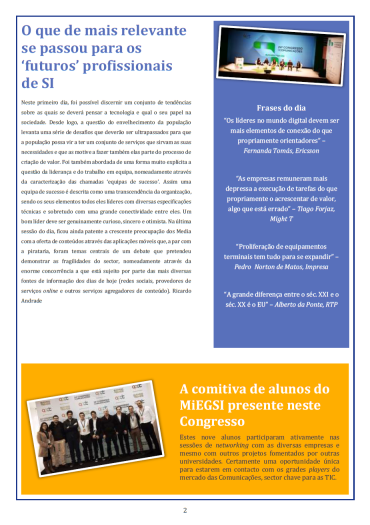 O que de mais relevante
se passou para os
‘futuros’ profissionais
de SI
Neste primeiro dia, foi possível discernir um conjunto de tendências
sobre as quais se deverá pensar a tecnologia e qual o seu papel na
sociedade. Desde logo, a questão de envelhecimento da população
levanta uma série de desafios que deverão ser ultrapassados para que
a população possa vir a ter um conjunto de serviços que sirvam as suas
necessidades e que as motive a fazer também elas parte do processo de
criação de valor. Foi também abordada de uma forma muito explícita a
questão da liderança e do trabalho em equipa, nomeadamente através
da caracterização das chamadas ‘equipas de sucesso’. Assim uma
equipa de sucesso é descrita como uma transcendência da organização,
sendo os seus elementos todos eles líderes com diversas especificações
técnicas e sobretudo com uma grande conectividade entre eles. Um
bom líder deve ser genuinamente curioso, sincero e otimista. Na última
sessão do dia, ficou ainda patente a crescente preocupação dos Media
com a oferta de conteúdos através das aplicações móveis que, a par com
a pirataria, foram temas centrais de um debate que pretendeu
demonstrar as fragilidades do sector, nomeadamente através da
enorme concorrência a que está sujeito por parte das mais diversas
fontes de informação dos dias de hoje (redes sociais, provedores de
serviços online e outros serviços agregadores de conteúdo). Ricardo
Andrade
Frases do dia
“Os líderes no mundo digital devem ser
mais elementos de conexão do que
propriamente orientadores” –
Fernanda Tomás, Ericsson
“As empresas remuneram mais
depressa a execução de tarefas do que
propriamente o acrescentar de valor,
algo que está errado” – Tiago Forjaz,
Might T
“Proliferação de equipamentos
terminais tem tudo para se expandir” –
Pedro Norton de Matos, Impresa
“A grande diferença entre o séc. XXI e o
séc. XX é o EU” – Alberto da Ponte, RTP
A comitiva de alunos do
MiEGSI presente neste
Congresso
Estes nove alunos participaram ativamente nas
sessões de networking com as diversas empresas e
mesmo com outros projetos fomentados por outras
universidades. Certamente uma oportunidade única
para estarem em contacto com os grades players do
mercado das Comunicações, sector chave para as TIC.
2